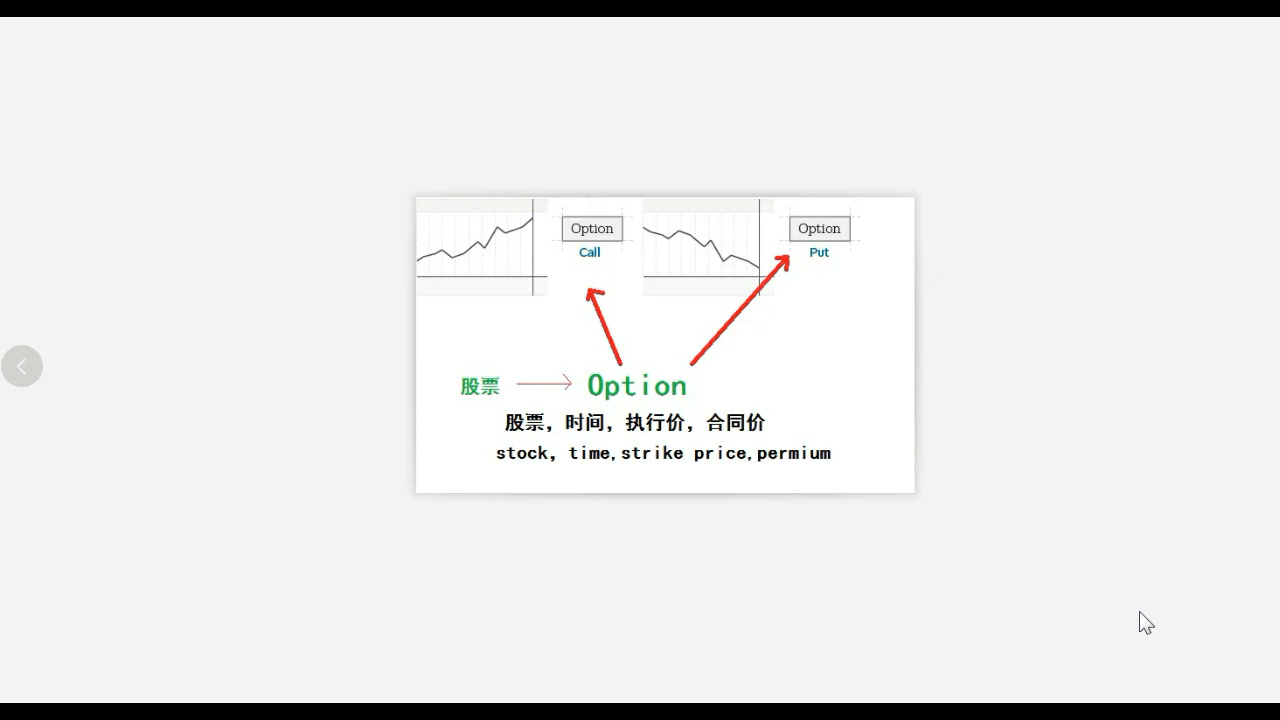 Option
Call
Option
Put
股票
Option
股票，时间，执行价，合同价
stock, time,strike price,permium